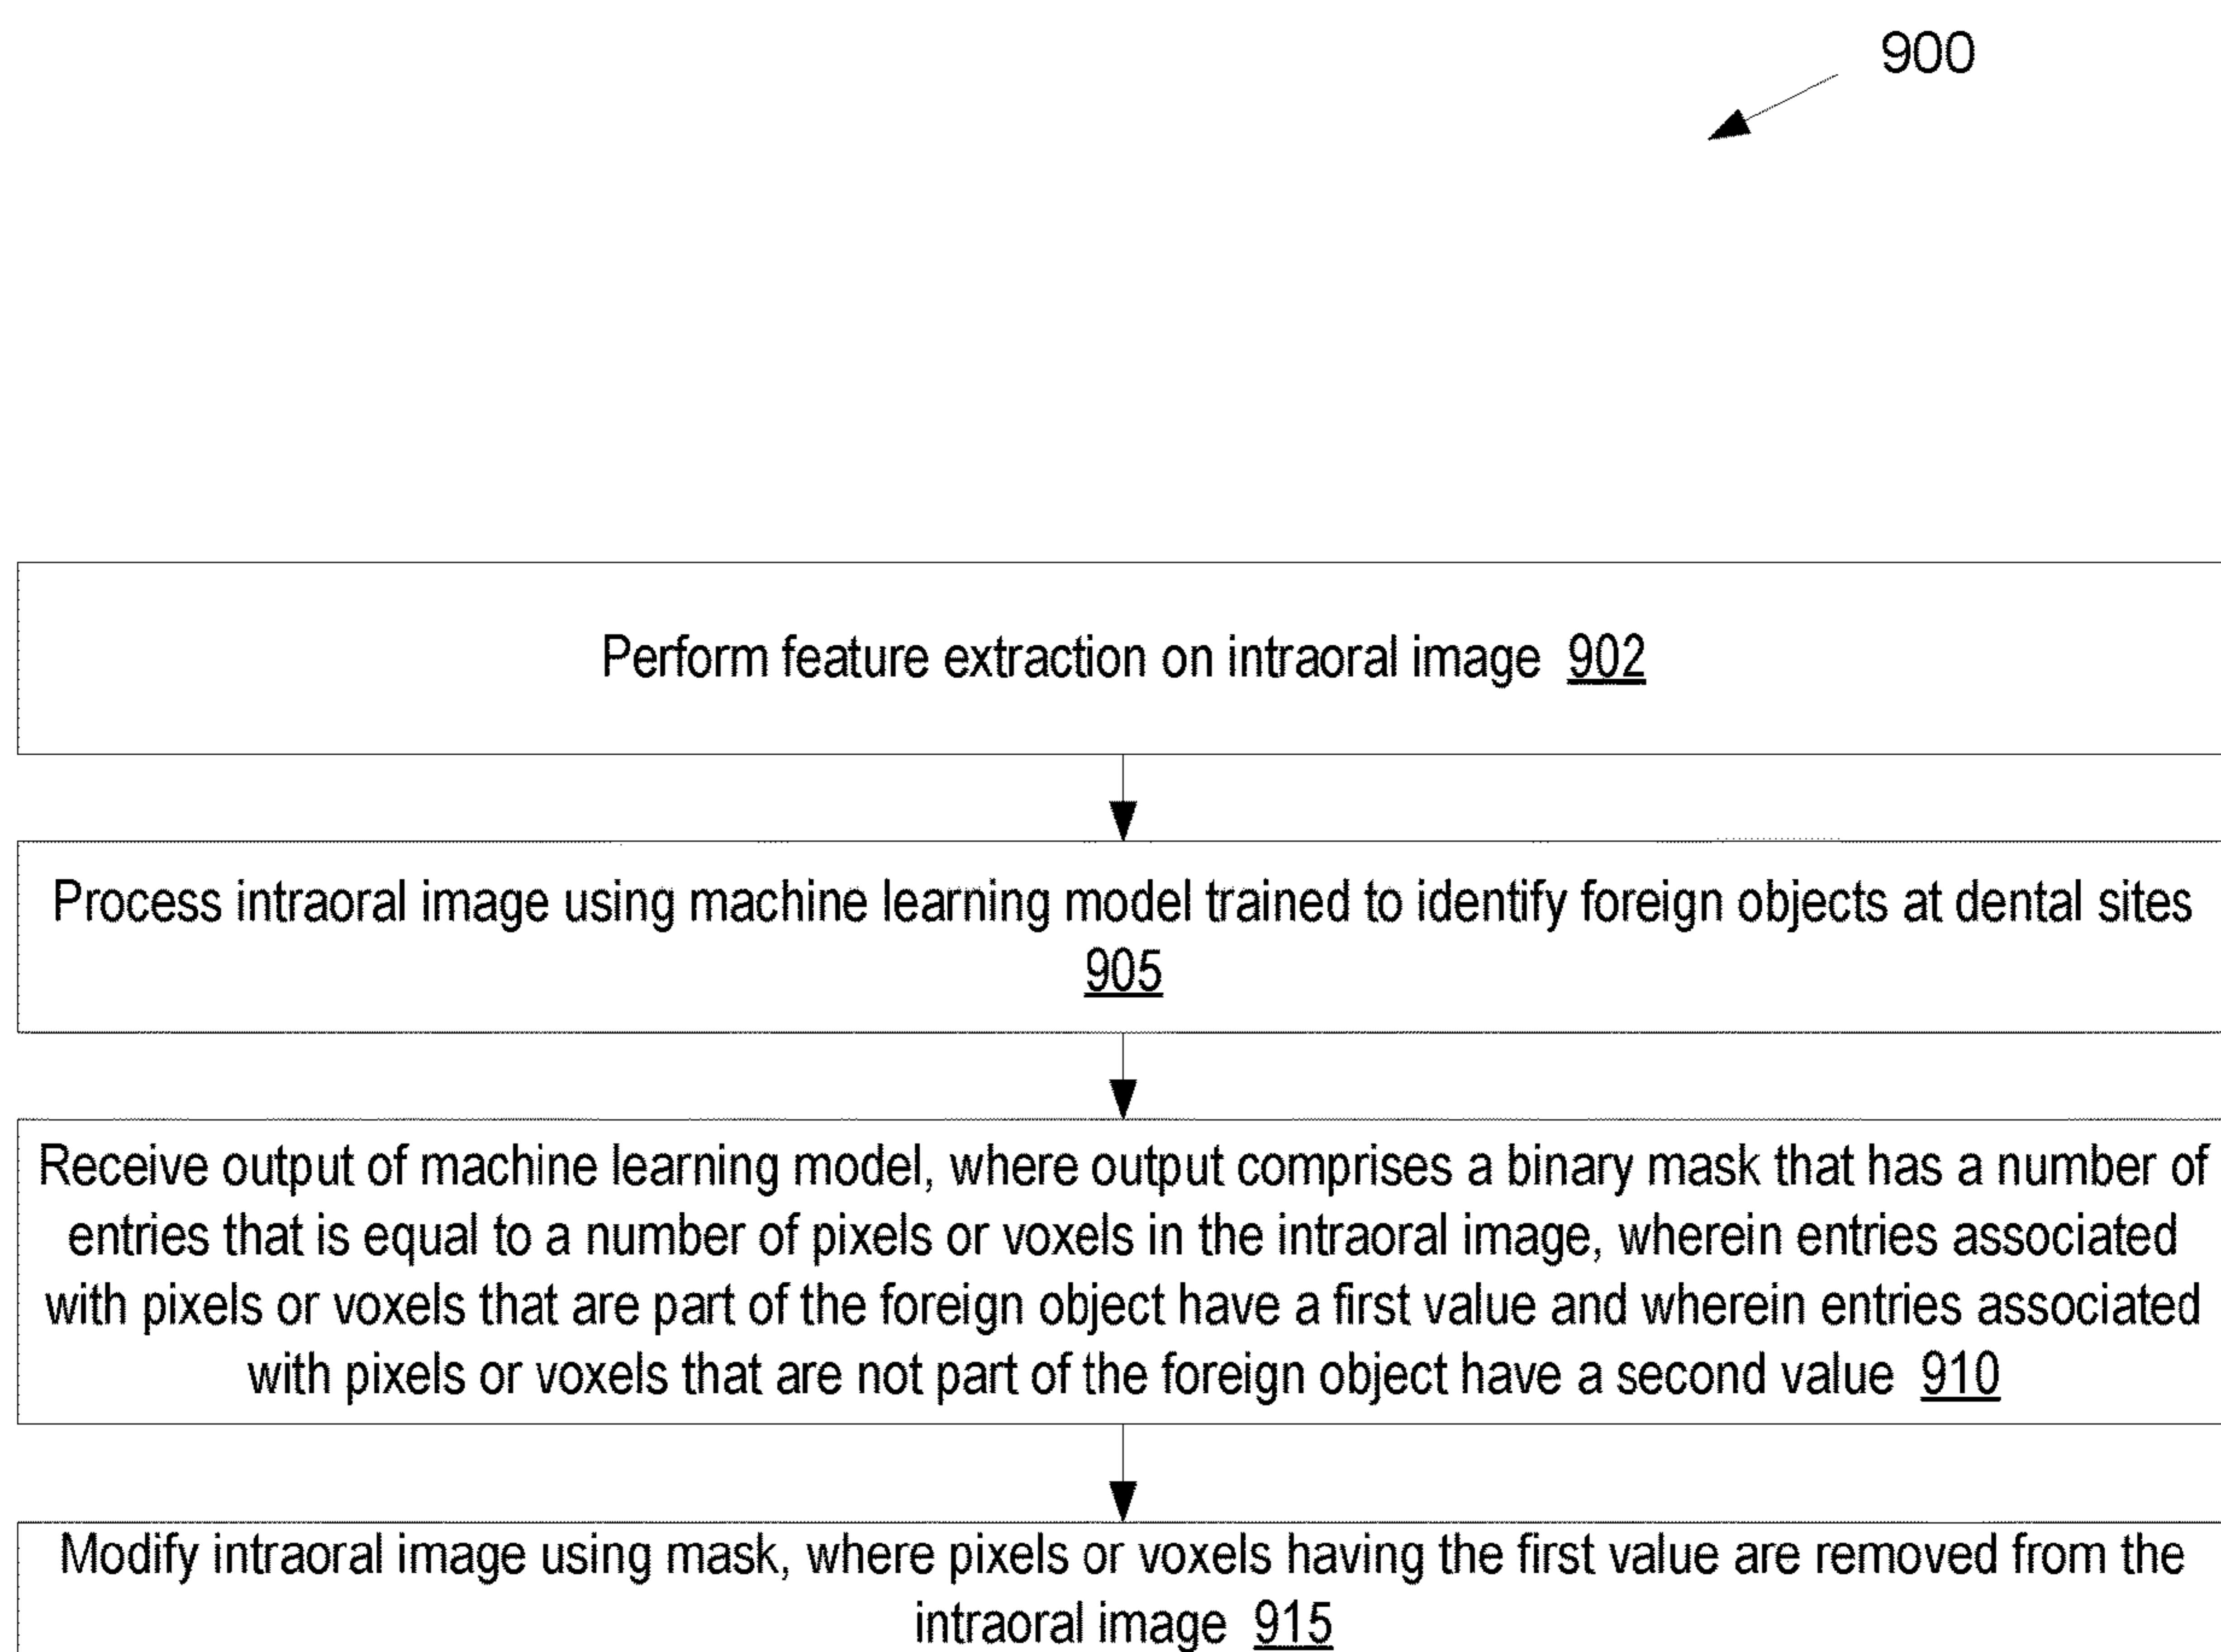 900
Perform feature extraction on intraoral image 902
Process intraoral image using machine learning model trained to identify foreign objects at dental sites
905
Receive output of machine learning model, where output comprises a binary mask that has a number of
entries that is equal to a number of pixels or voxels in the intraoral image, wherein entries associated
with pixels or voxels that are part of the foreign object have a first value and wherein entries associated
with pixels or voxels that are not part of the foreign object have a second value 910
Modify intraoral image using mask, where pixels or voxels having the first value are removed from the
intraoral image 915